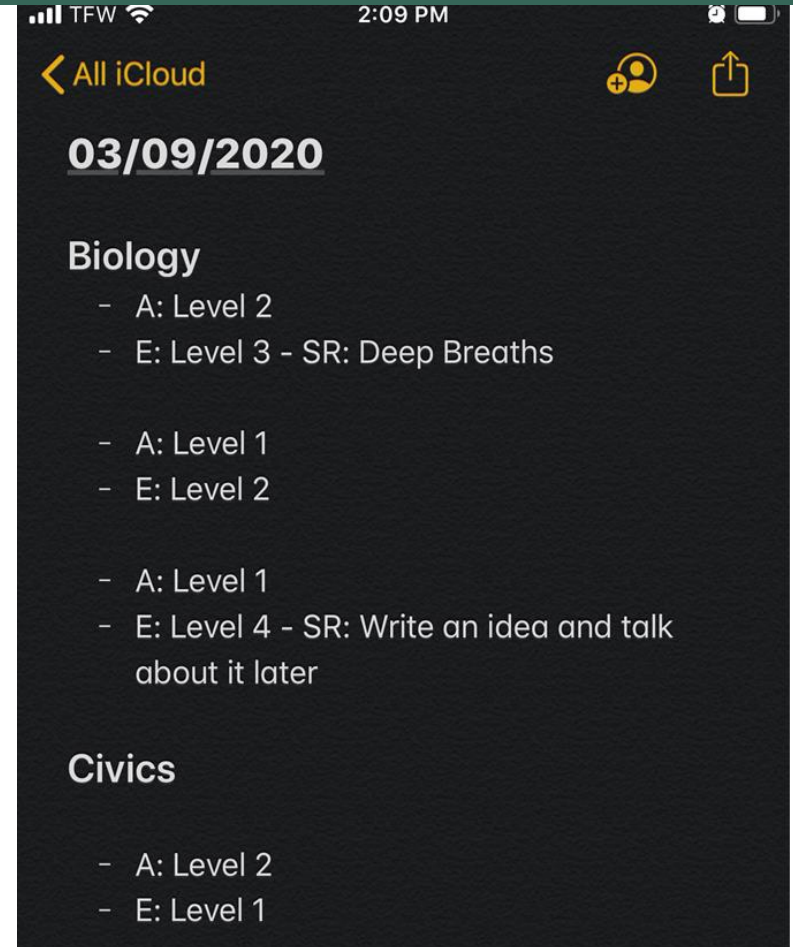 TFW 2:09 PM
All iCloud
03/09/2020
Biology
- A: Level 2
- E: Level 3 - SR: Deep Breaths
- A: Level 1
- E: Level 2
- A: Level 1
- E: Level 4 - SR: Write an idea and talk
about it later
Civics
- A: Level 2
- E: Level 1